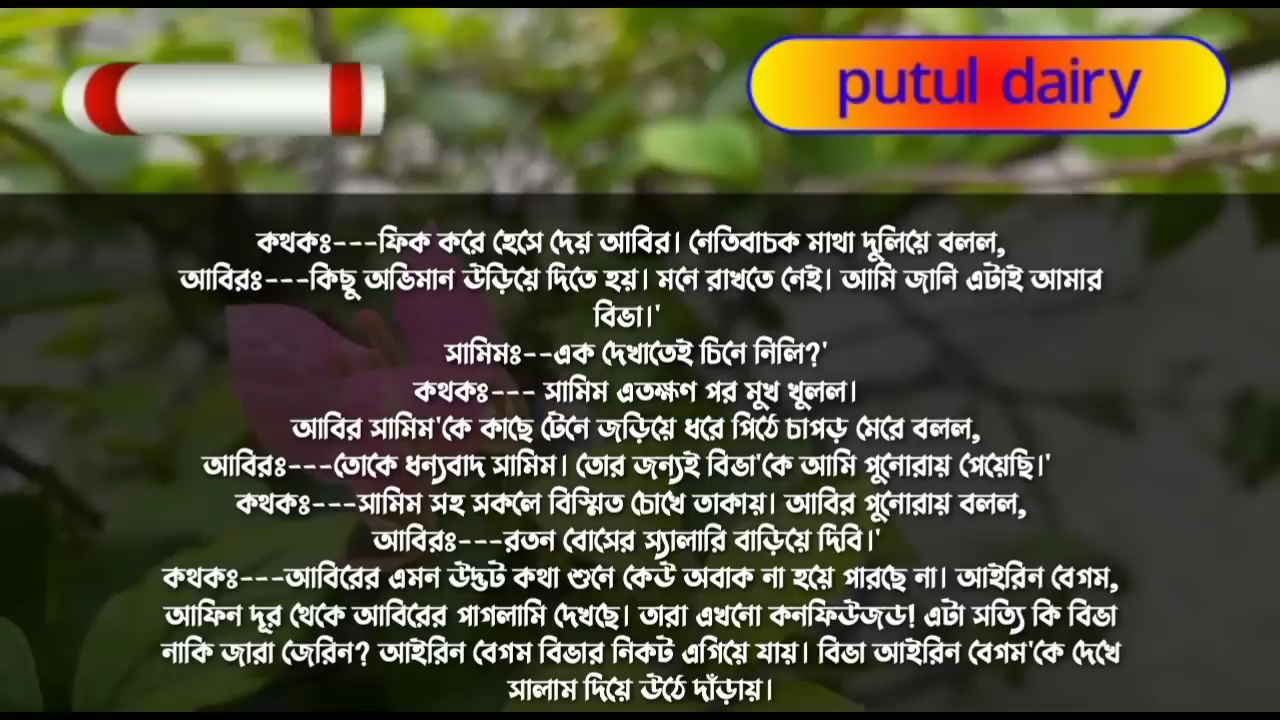 putul dairy
কথকঃ---ফিক করে হেসে দেয় আবির। নেতিবাচক মাথা দুলিয়ে বলল,
আবিরঃ---কিছু অভিমান উড়িয়ে দিতে হয়। মনে রাখতে নেই। আমি জানি এটাই আমার
বিভা।'
সামিমঃ--এক দেখাতেই চিনে নিলি?'
কথকঃ--- সামিম এতক্ষণ পর মুখ খুলল।
আবির সামিম'কে কাছে টেনে জড়িয়ে ধরে পিঠে চাপড় মেরে বলল,
আবিরঃ---তোকে ধন্যবাদ সামিম। তোর জন্যই বিভা'কে আমি পুনোরায় পেয়েছি।'
কথকঃ---সামিম সহ সকলে বিস্মিত চোখে তাকায়। আবির পুনোরায় বলল,
আবিরঃ---রতন বোসের স্যালারি বাড়িয়ে দিবি।'
কথকঃ---আবিরের এমন উদ্ভট কথা শুনে কেউ অবাক না হয়ে পারছে না। আইরিন বেগম,
আফিন দূর থেকে আবিরের পাগলামি দেখছে। তারা এখনো কনফিউজড! এটা সত্যি কি বিভা
নাকি জারা জেরিন? আইরিন বেগম বিভার নিকট এগিয়ে যায়। বিভা আইরিন বেগম'কে দেখে
সালাম দিয়ে উঠে দাঁড়ায়।